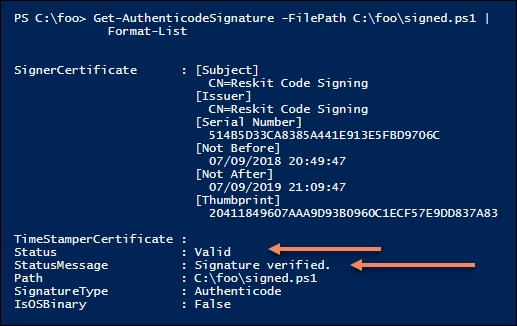 PS C:\foo> Get-AuthenticodeSignature -FilePath C:\foo\signed.ps1 |
Format-List
SignerCertificate : [Subject]
CN=Reskit Code Signing
[Issuer]
CN=Reskit Code Signing
[Serial Number]
514B5D33CA8385A441E913E5FBD9706C
[Not Before]
07/09/2018 20:49:47
[Not After]
07/09/2019 21:09:47
[Thumbprint]
20411849607AAA9D93B0960C1ECF57E9DD837A83
TimeStamperCertificate :
Status : Valid
StatusMessage : Signature verified.
Path : C:\foo\signed.ps1
SignatureType : Authenticode
IsOSBinary : False